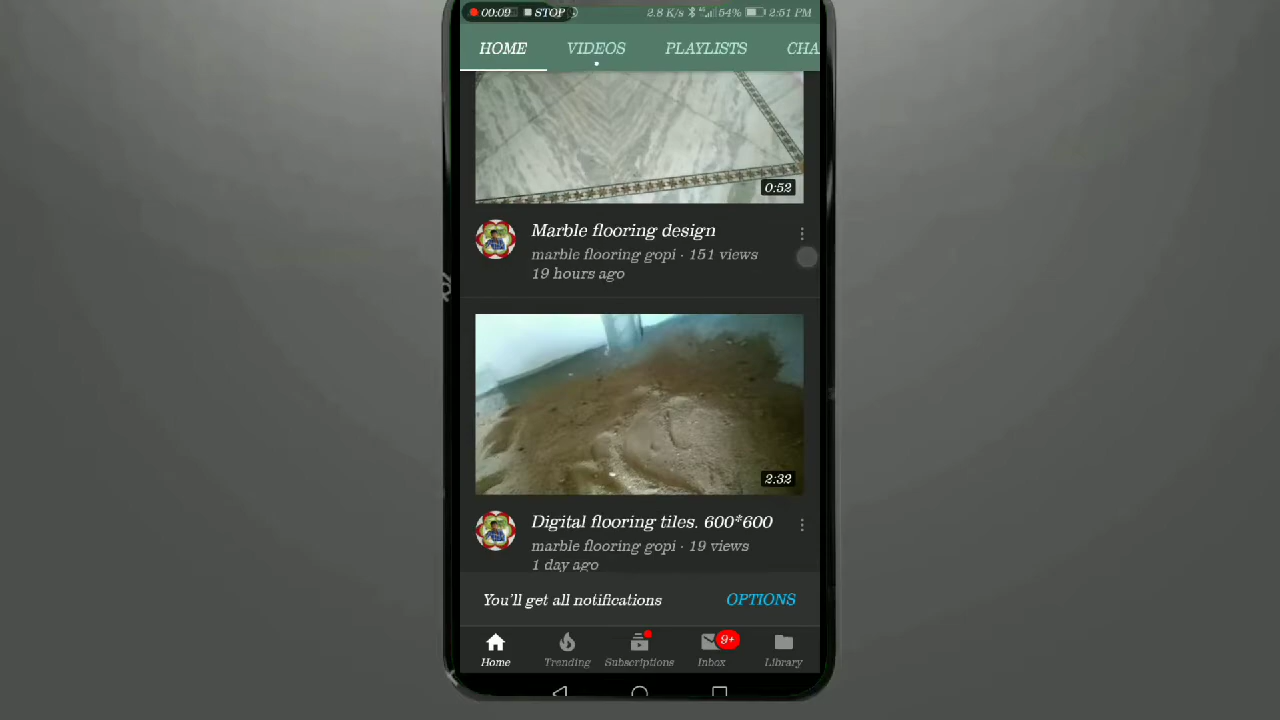 00:09 STOP 2.8 K/s 4G 54% 2:51 PM
HOME VIDEOS PLAYLISTS CHA
0:52
Marble flooring design
marble flooring gopi · 151 views
19 hours ago
2:32
Digital flooring tiles. 600*600
marble flooring gopi · 19 views
1 day ago
You'll get all notifications OPTIONS
9+
Home Trending Subscriptions Inbox Library